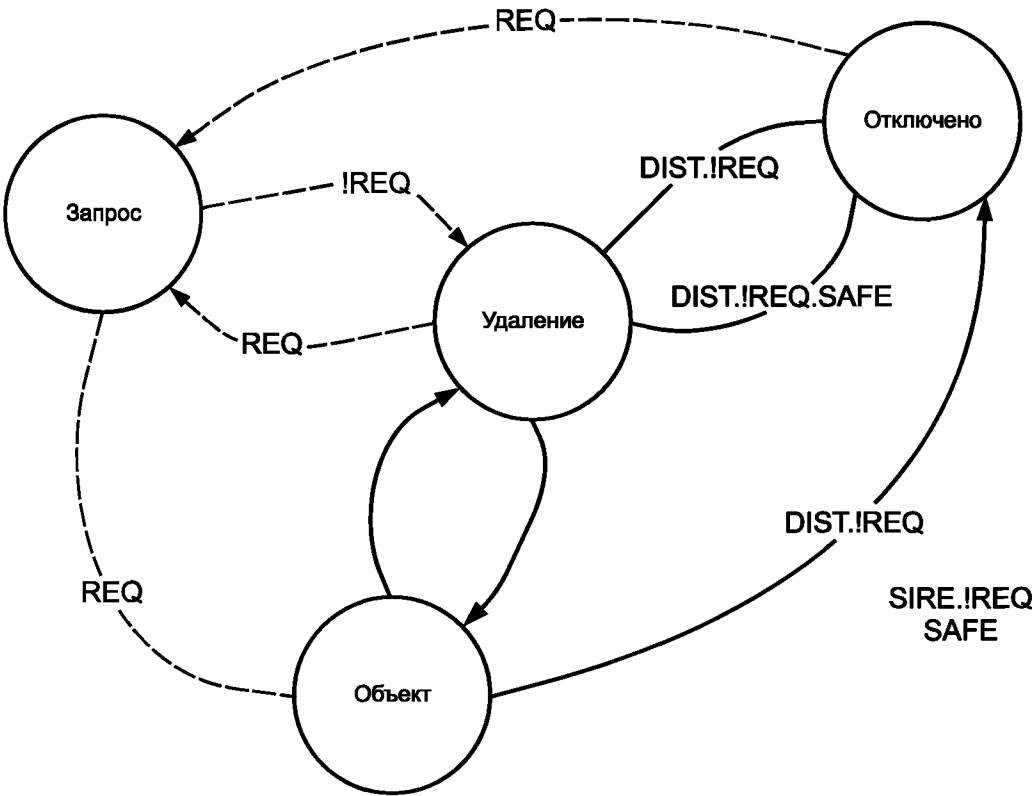 REQ
Отключено
DIST.!REQ
!REQ
Запрос
DIST.!REQ.SAFE
Удаление
REQ
DIST.!REQ
REQ
SIRE.!REQ
SAFE
Объект